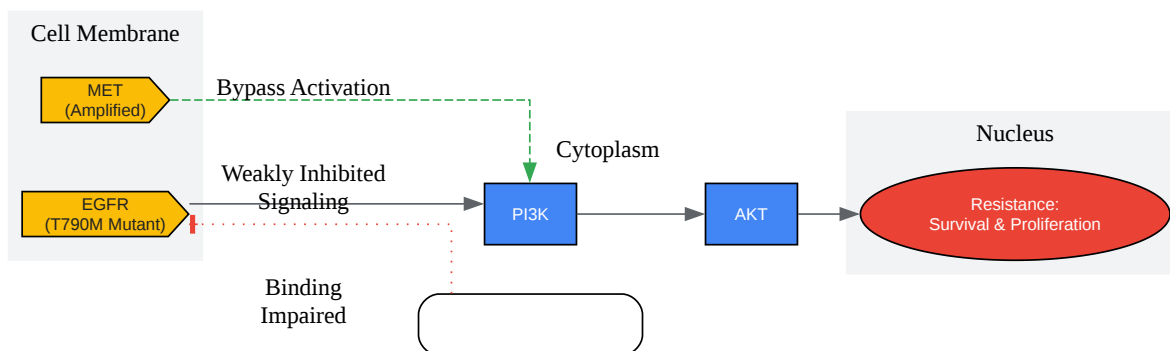 Cell Membrane
MET
(Amplified)
Bypass Activation
EGFR
(T790M Mutant)
Weakly Inhibited
Signaling
Cytoplasm
PI3K
AKT
Nucleus
Resistance:
Survival & Proliferation
Binding
Impaired